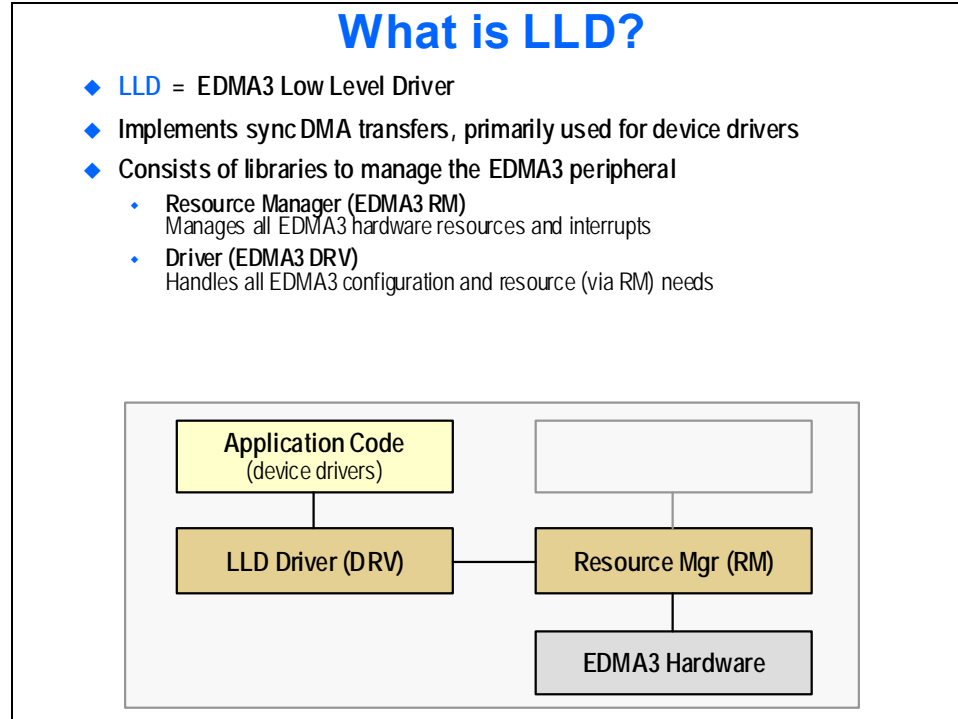 What is LLD?
LLD = EDMA3 Low Level Driver
Implements sync DMA transfers, primarily used for device drivers
Consists of libraries to manage the EDMA3 peripheral
Resource Manager (EDMA3 RM)
Manages all EDMA3 hardware resources and interrupts
Driver (EDMA3 DRV)
Handles all EDMA3 configuration and resource (via RM) needs
Application Code
(device drivers)
LLD Driver (DRV)
Resource Mgr (RM)
EDMA3 Hardware